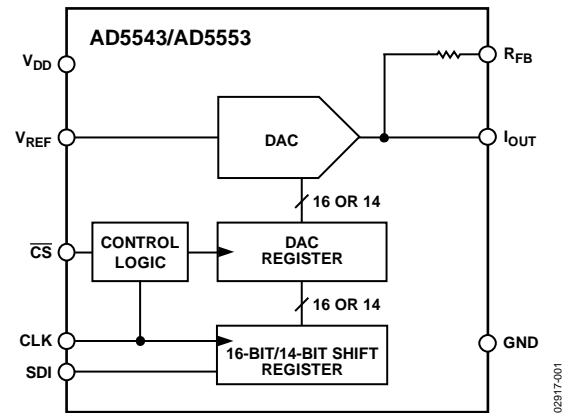 AD5543/AD5553
VDD
RFB
VREF
DAC
IOUT
16 OR 14
CS
CONTROL
LOGIC
DAC
REGISTER
16 OR 14
CLK
16-BIT/14-BIT SHIFT
REGISTER
GND
SDI
02917-001